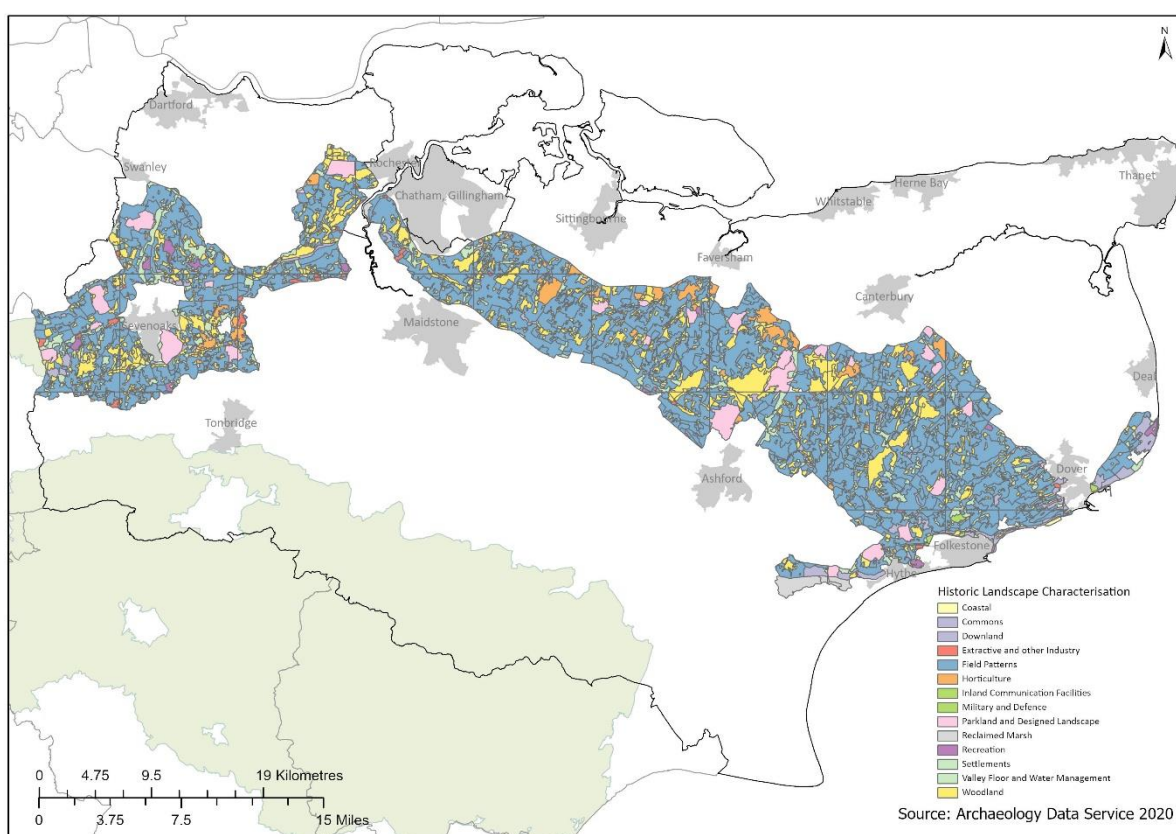 N
Dartford
Swanley
Rochester
Chatham, Gillingham
Sittingbourne
Whitstable
Herne Bay
Thanet
Faversham
Canterbury
Maidstone
Sevenoaks
Deal
Tonbridge
Ashford
Dover
Folkestone
Hythe
Historic Landscape Characterisation
Coastal
Commons
Downland
Extractive and other Industry
Field Patterns
Horticulture
Inland Communication Facilities
Military and Defence
Parkland and Designed Landscape
Reclaimed Marsh
Recreation
Settlements
Valley Floor and Water Management
Woodland
0 4.75 9.5 19 Kilometres
0 3.75 7.5 15 Miles
Source: Archaeology Data Service 2020